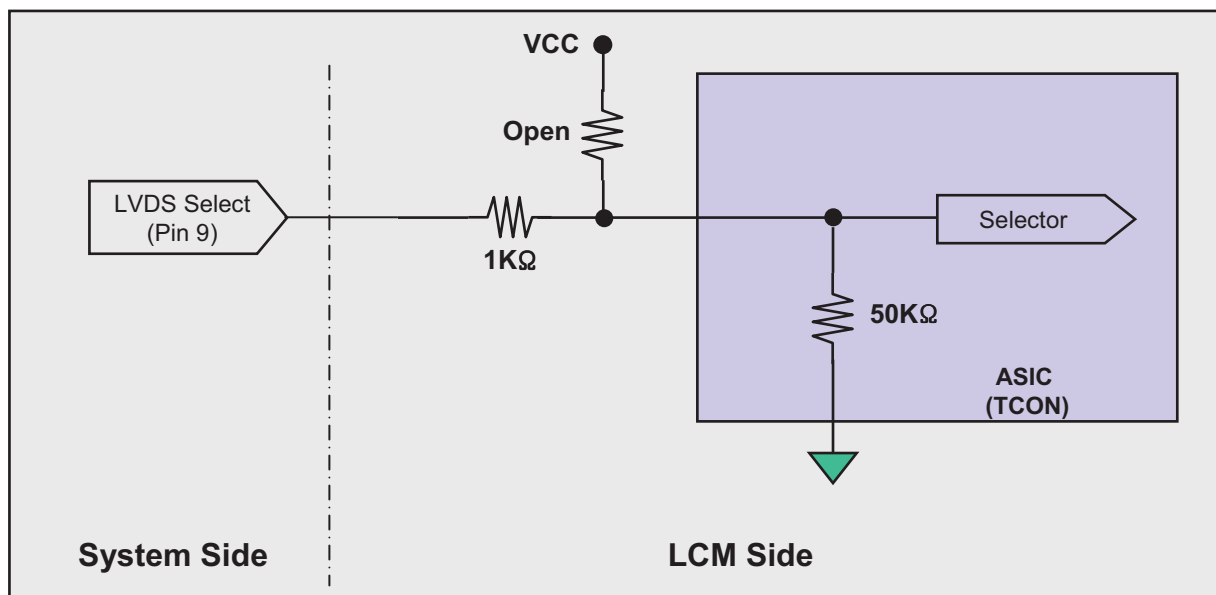 VCC
Open
LVDS Select
(Pin 9)
1KΩ
Selector
50KΩ
ASIC
(TCON)
System Side
LCM Side